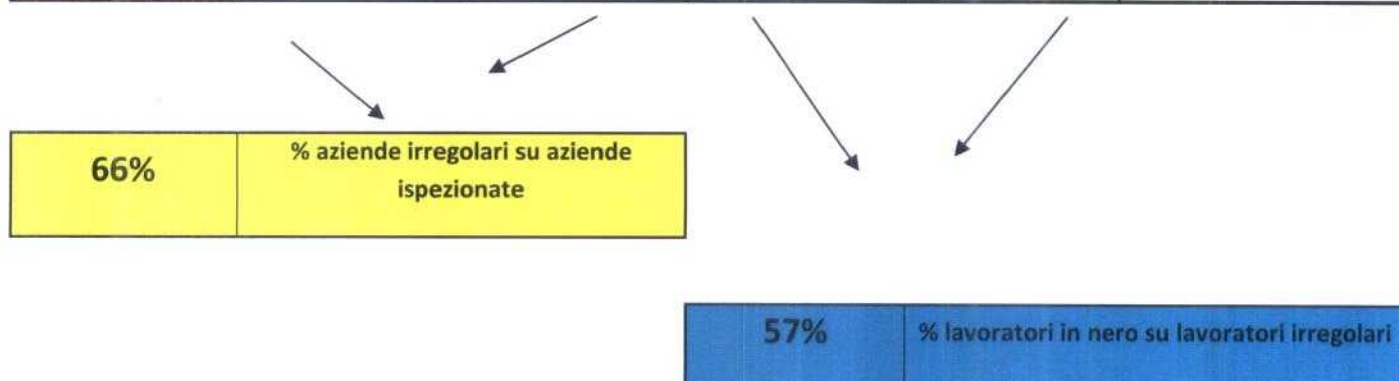 66%
% aziende irregolari su aziende
ispezionate
57%
% lavoratori in nero su lavoratori irregolari